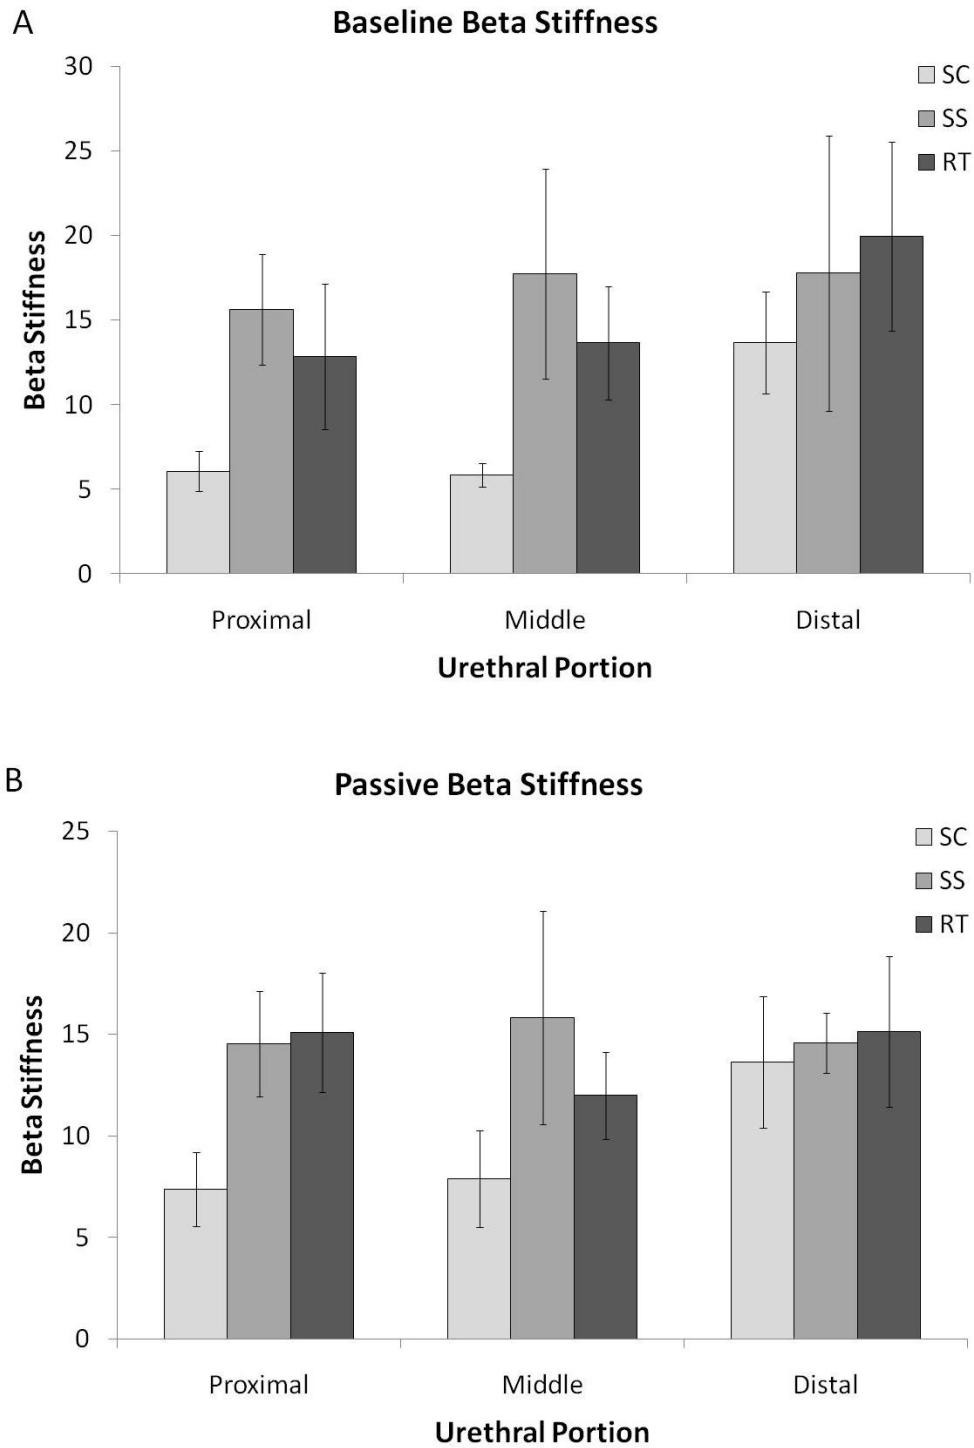 A
Baseline Beta Stiffness
30
25
20
15
10
5
0
Beta Stiffness
SC
SS
RT
Proximal Middle Distal
Urethral Portion
B
Passive Beta Stiffness
25
20
15
10
5
0
Beta Stiffness
SC
SS
RT
Proximal Middle Distal
Urethral Portion